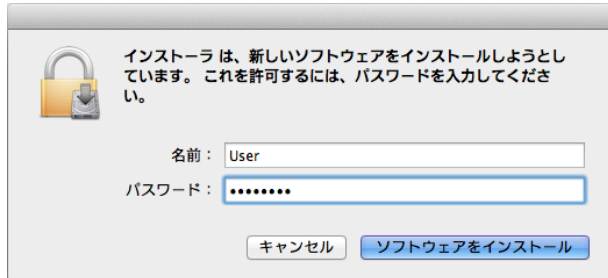 インストーラ は、新しいソフトウェアをインストールしようとし
ています。 これを許可するには、パスワードを入力してくださ
い。
名前： User
パスワード： ••••••••
キャンセル ソフトウェアをインストール